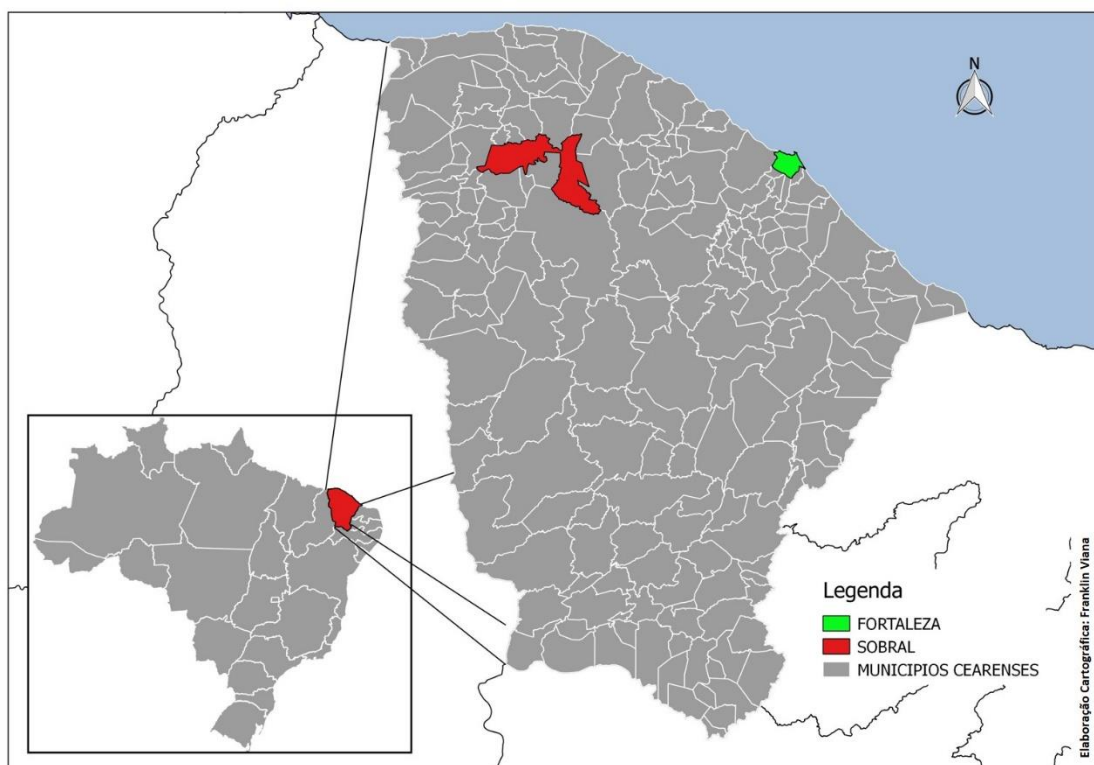 N
Legenda
FORTALEZA
SOBRAL
MUNICIPIOS CEARENSES
Elaboração Cartográfica: Franklin Viana